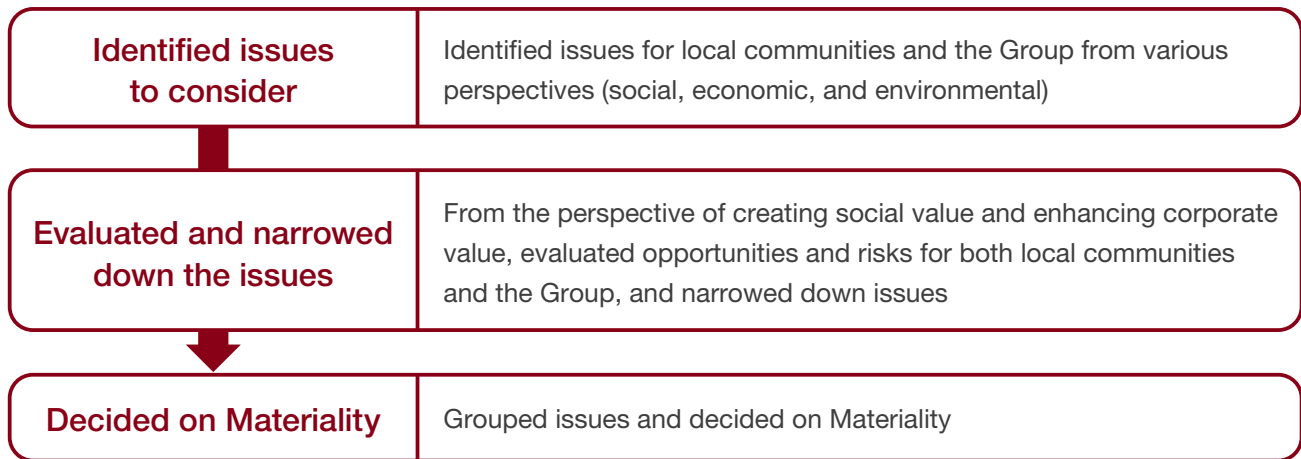 Identified issues
to consider
Identified issues for local communities and the Group from various
perspectives (social, economic, and environmental)
Evaluated and narrowed
down the issues
From the perspective of creating social value and enhancing corporate
value, evaluated opportunities and risks for both local communities
and the Group, and narrowed down issues
Decided on Materiality
Grouped issues and decided on Materiality